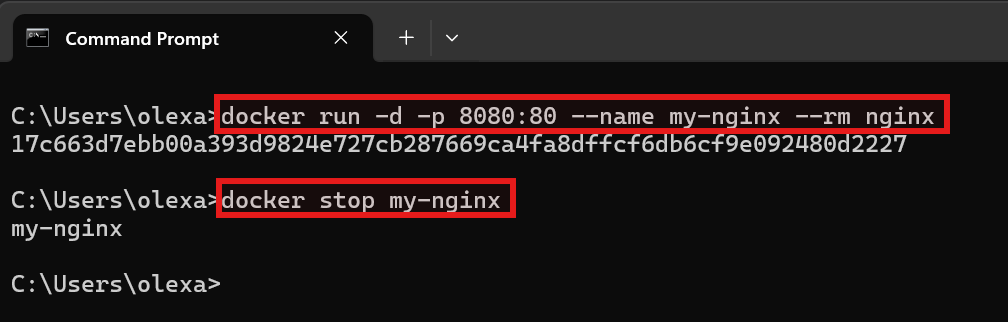 Command Prompt
C:\Users\olexa>docker run -d -p 8080:80 --name my-nginx --rm nginx
17c663d7ebb00a393d9824e727cb287669ca4fa8dffcf6db6cf9e092480d2227
C:\Users\olexa>docker stop my-nginx
my-nginx
C:\Users\olexa>